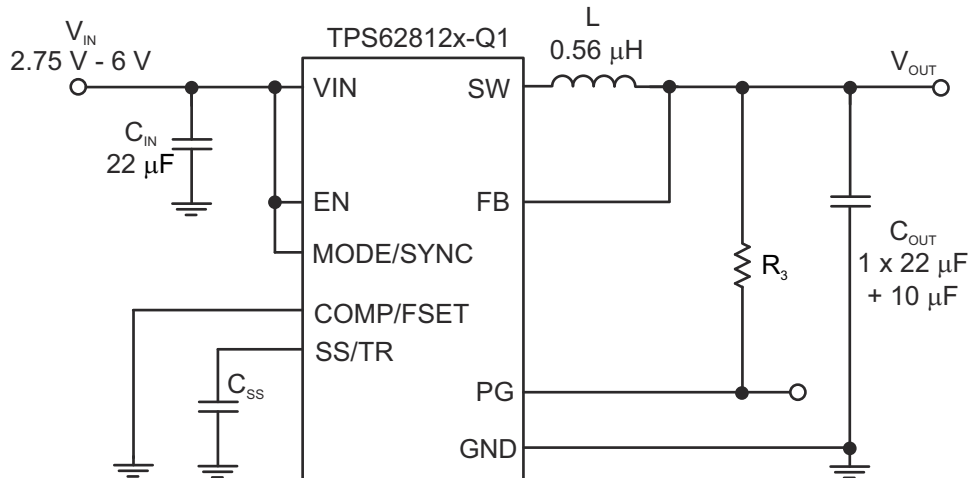 TPS62812x-Q1
V_IN
2.75 V - 6 V
C_IN
22 μF
VIN
EN
MODE/SYNC
COMP/FSET
SS/TR
C_SS
SW
FB
PG
GND
L
0.56 μH
V_OUT
R_3
C_OUT
1 x 22 μF
+ 10 μF